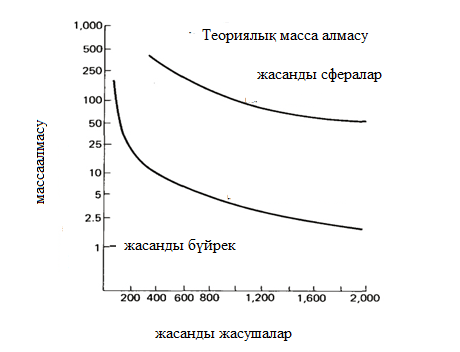 Теориялық масса алмасу
жасанды сфералар
массаалмасу
1,000
500
250
100
50
25
10
5
2.5
1
жасанды бүйрек
200 400 600 800 1,200 1,600 2,000
жасанды жасушалар